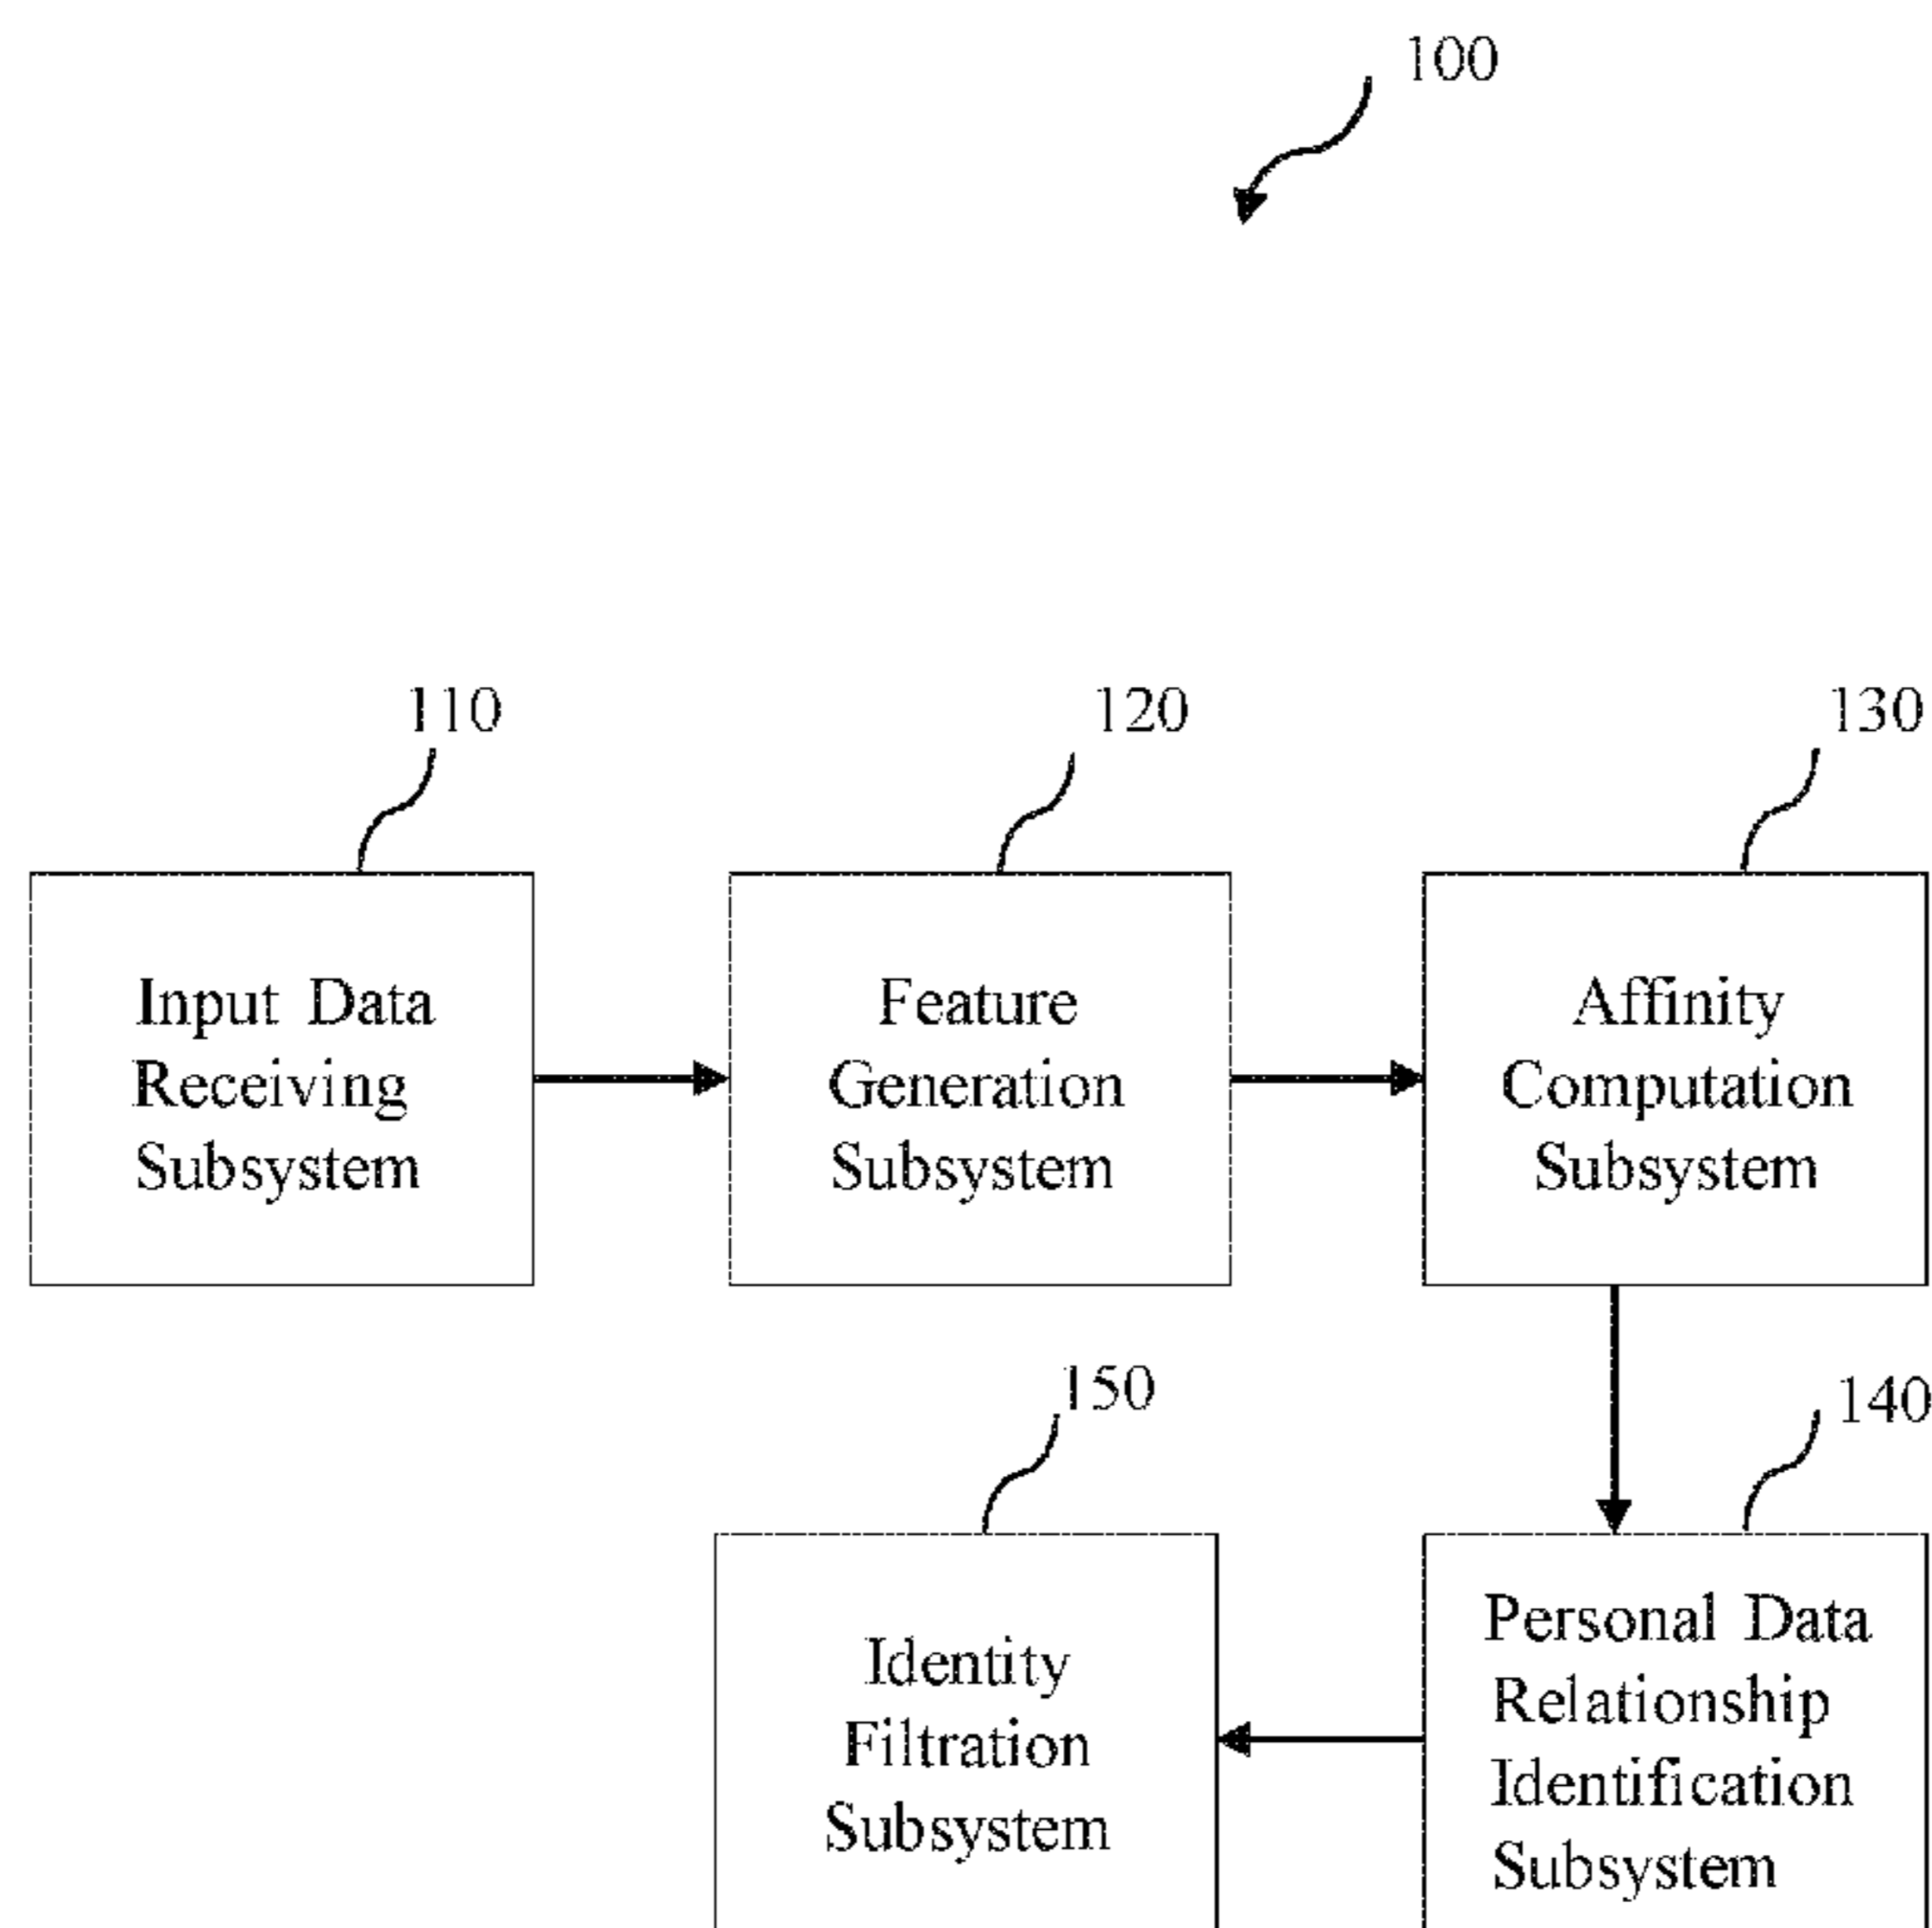 100
110
120
130
Input Data
Receiving
Subsystem
Feature
Generation
Subsystem
Affinity
Computation
Subsystem
150
140
Identity
Filtration
Subsystem
Personal Data
Relationship
Identification
Subsystem